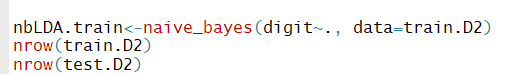 nbLDA.train<-naive_bayes(digit~., data=train.D2)
nrow(train.D2)
nrow(test.D2)